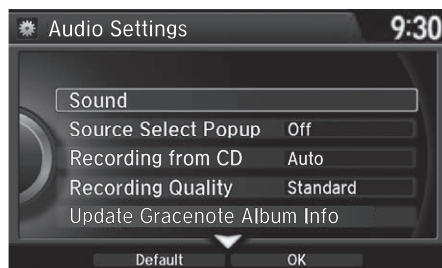 Audio Settings 9:30
Sound
Source Select Popup Off
Recording from CD Auto
Recording Quality Standard
Update Gracenote Album Info
Default OK